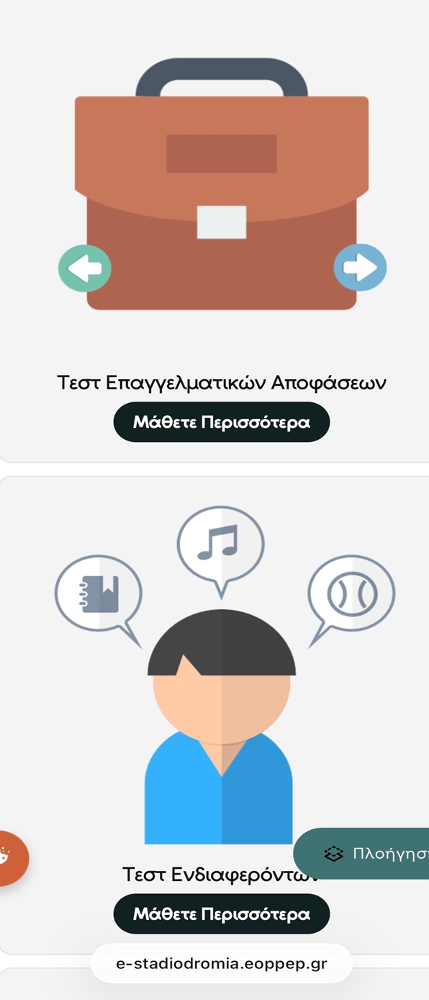 Τεστ Επαγγελματικών Αποφάσεων
Μάθετε Περισσότερα
Τεστ Ενδιαφερόντων
Μάθετε Περισσότερα
e-stadiodromia.eoppep.gr